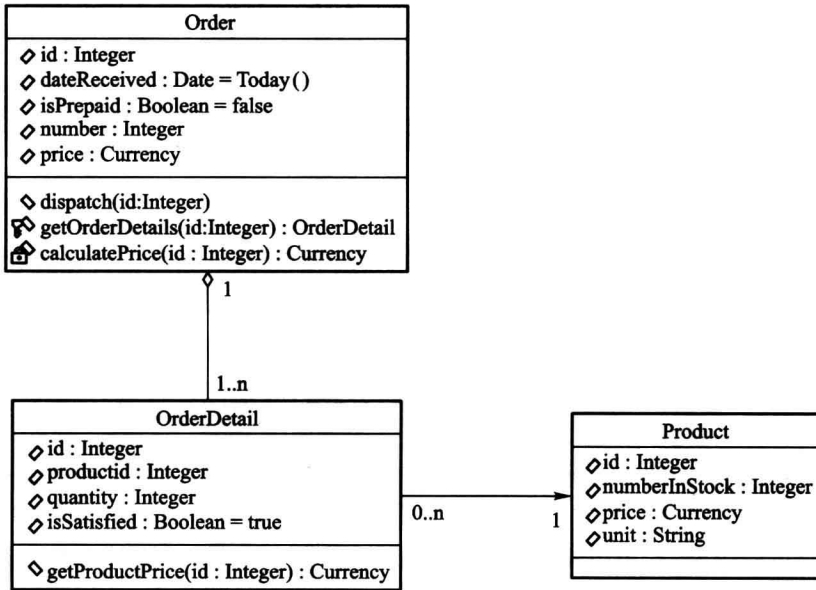 Order
id : Integer
dateReceived : Date = Today()
isPrepaid : Boolean = false
number : Integer
price : Currency
dispatch(id:Integer)
getOrderDetails(id:Integer) : OrderDetail
calculatePrice(id : Integer) : Currency
1
1..n
OrderDetail
id : Integer
productid : Integer
quantity : Integer
isSatisfied : Boolean = true
getProductPrice(id : Integer) : Currency
0..n
1
Product
id : Integer
numberInStock : Integer
price : Currency
unit : String